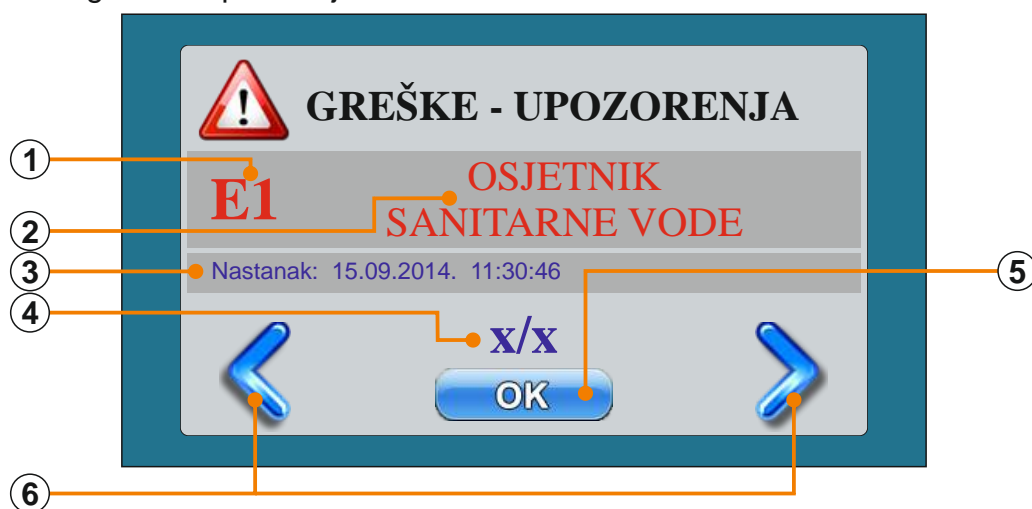 GREŠKE - UPOZORENJA
1
E1
OSJETNIK
SANITARNE VODE
2
3
Nastanak: 15.09.2014. 11:30:46
5
4
x/x
OK
6